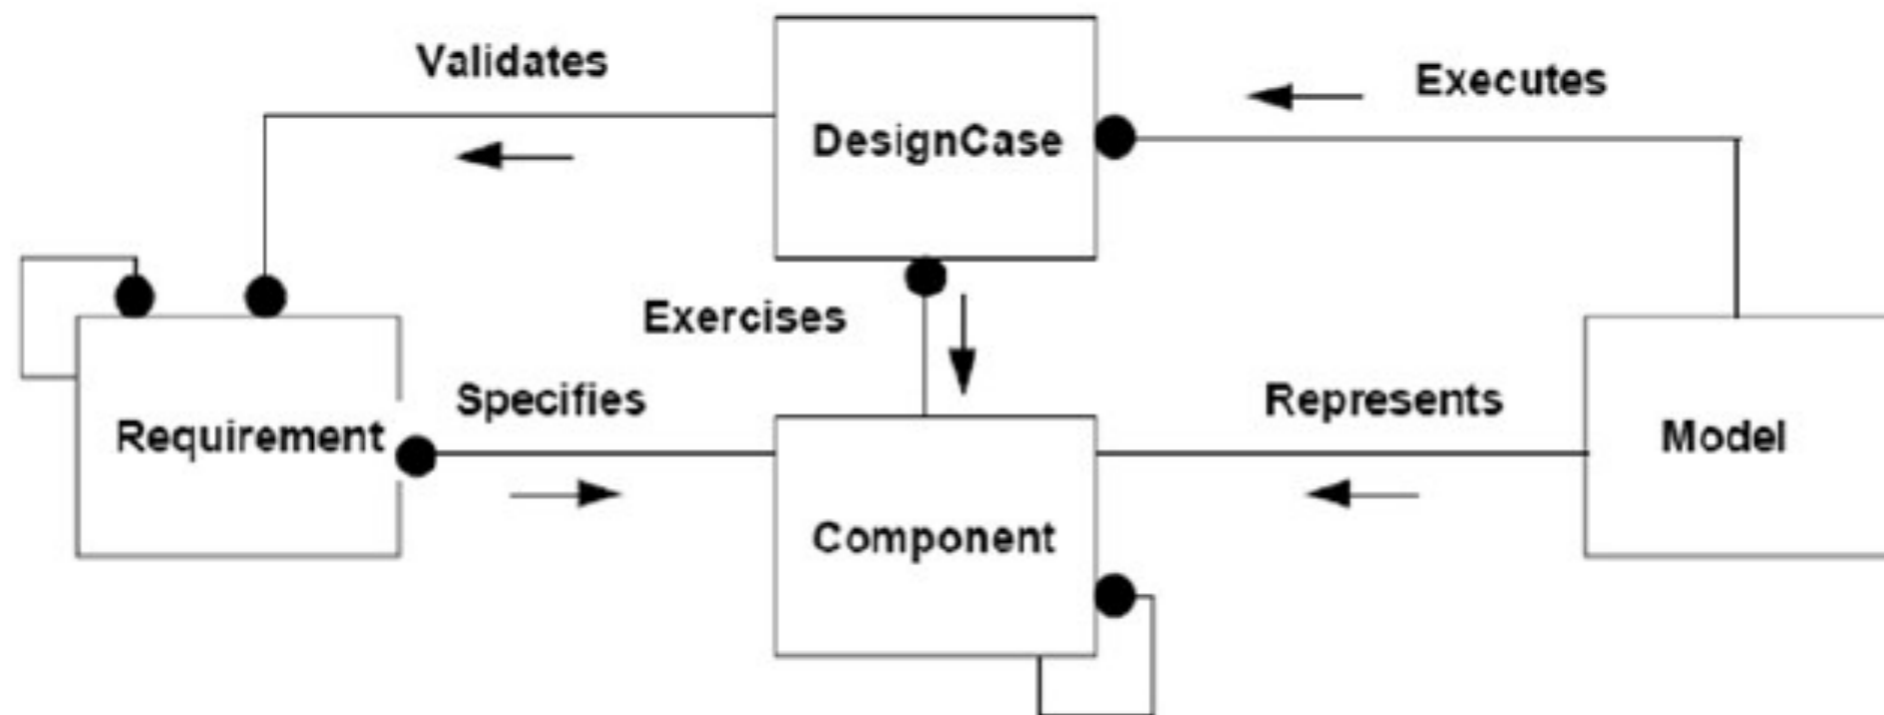 Validates
Executes
DesignCase
Exercises
Specifies
Represents
Requirement
Model
Component